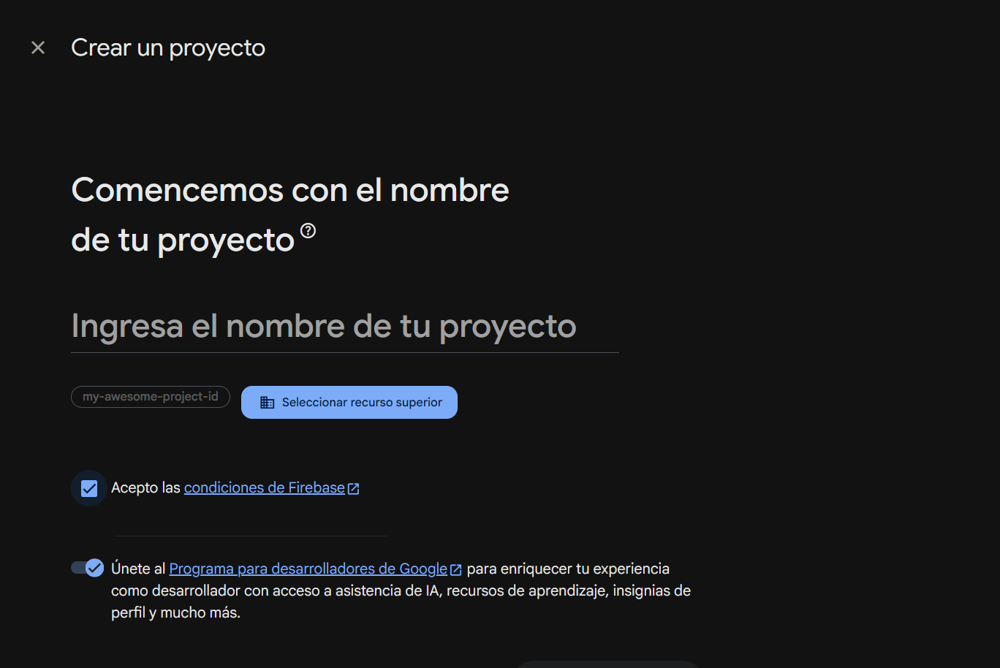 Crear un proyecto
Comencemos con el nombre
de tu proyecto
Ingresa el nombre de tu proyecto
my-awesome-project-id
Seleccionar recurso superior
Acepto las condiciones de Firebase
Únete al Programa para desarrolladores de Google para enriquecer tu experiencia
como desarrollador con acceso a asistencia de IA, recursos de aprendizaje, insignias de
perfil y mucho más.